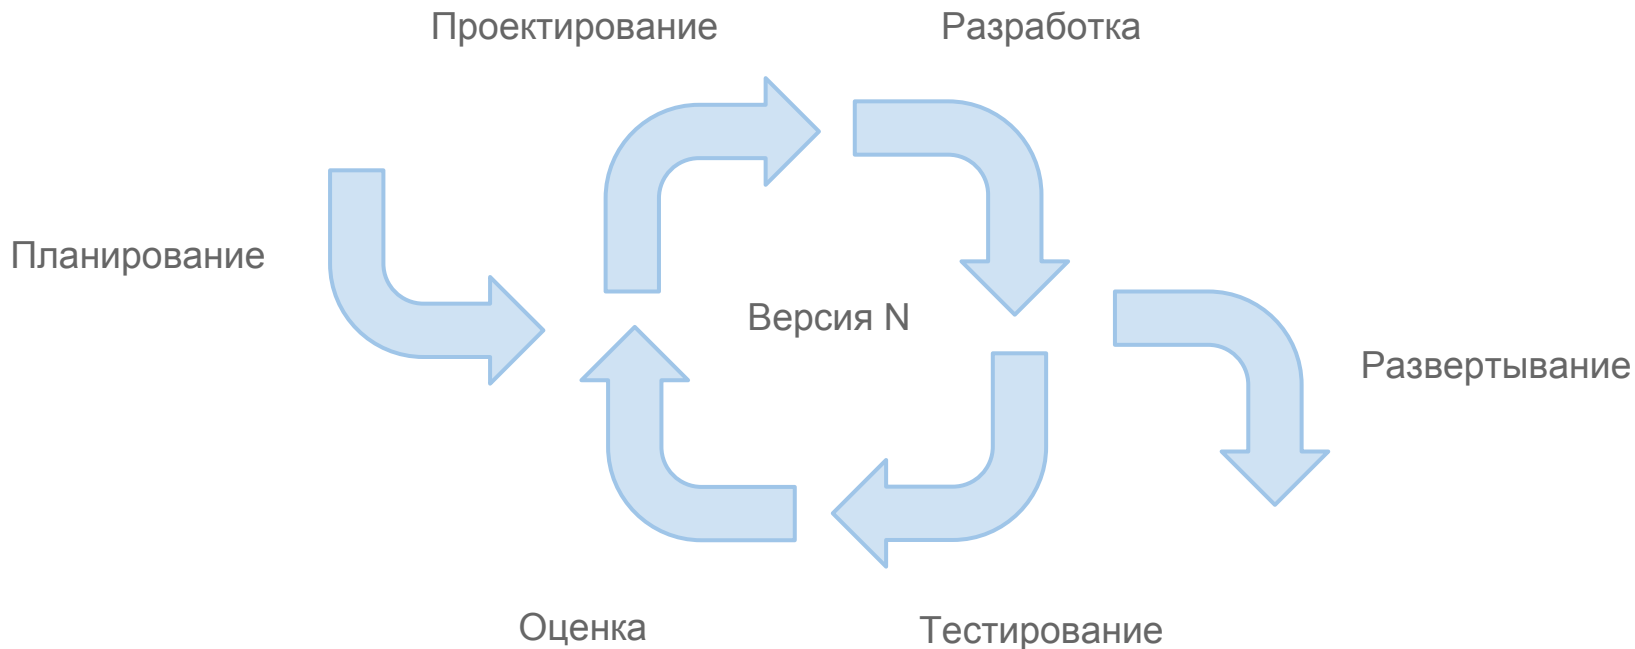 Проектирование
Разработка
Планирование
Версия N
Развертывание
Оценка
Тестирование